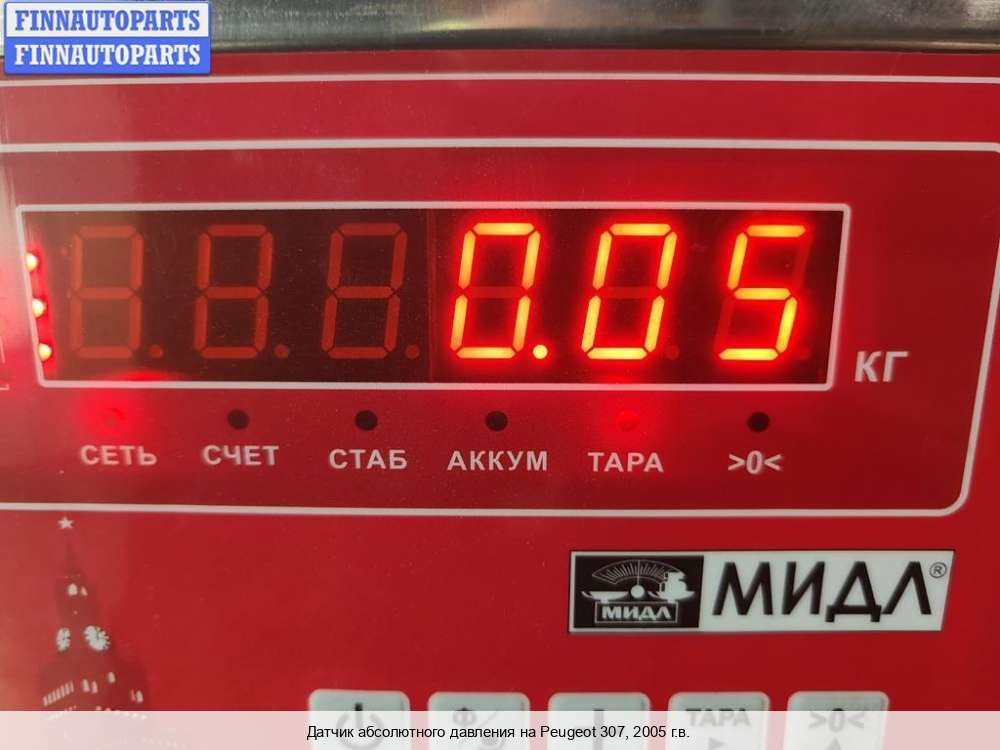 FINNAUTOPARTS
FINNAUTOPARTS
0.05
КГ
СЕТЬ СЧЕТ СТАБ АККУМ ТАРА >0<
МИДЛ МИДЛ®
ТАРА >0<
Датчик абсолютного давления на Peugeot 307, 2005 г.в.